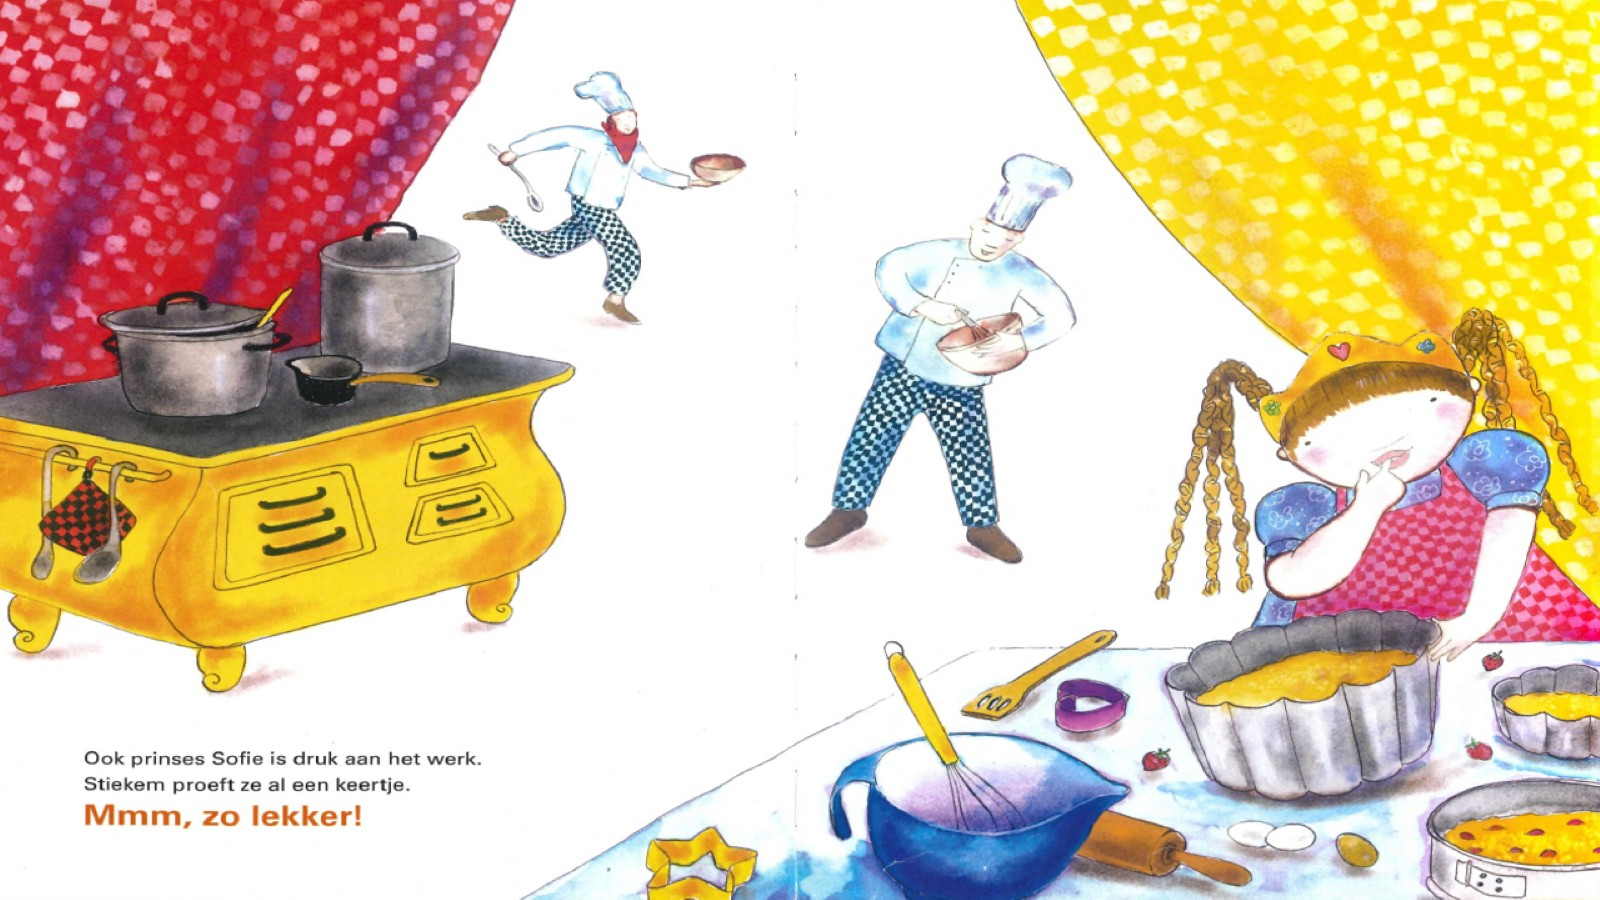 Ook prinses Sofie is druk aan het werk.
Stiekem proeft ze al een keertje.
Mmm, zo lekker!